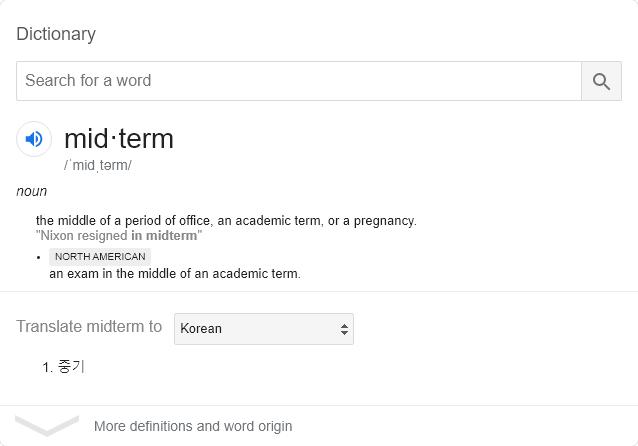 Dictionary
Search for a word
mid·term
/ˈmidˌtərm/
noun
the middle of a period of office, an academic term, or a pregnancy.
"Nixon resigned in midterm"
NORTH AMERICAN
an exam in the middle of an academic term.
Translate midterm to Korean
1. 중기
More definitions and word origin